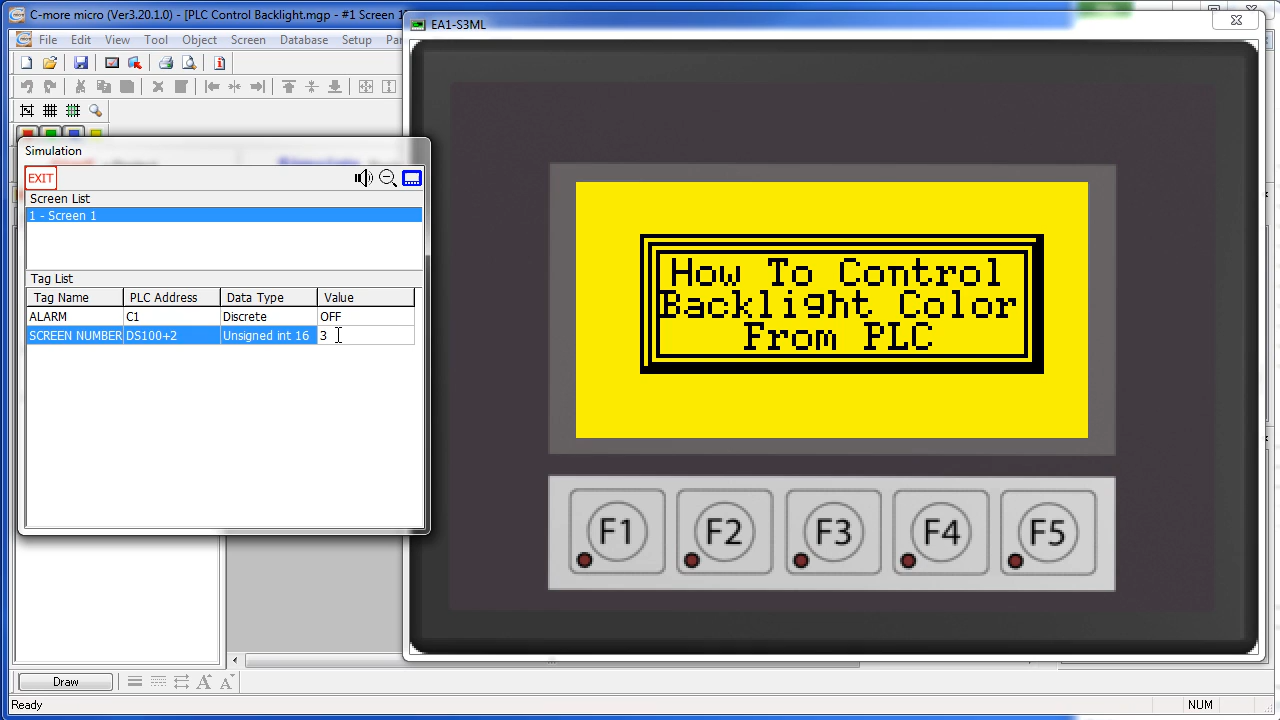 C-more micro (Ver3.20.1.0) - [PLC Control Backlight.mgp - #1 Screen 1
EA1-S3ML
File Edit View Tool Object Screen Database Setup
Simulation
EXIT
Screen List
1 - Screen 1
Tag List
Tag Name PLC Address Data Type Value
ALARM C1 Discrete OFF
SCREEN NUMBER DS100+2 Unsigned int 16 3
How To Control
Backlight Color
From PLC
F1 F2 F3 F4 F5
Draw
Ready NUM